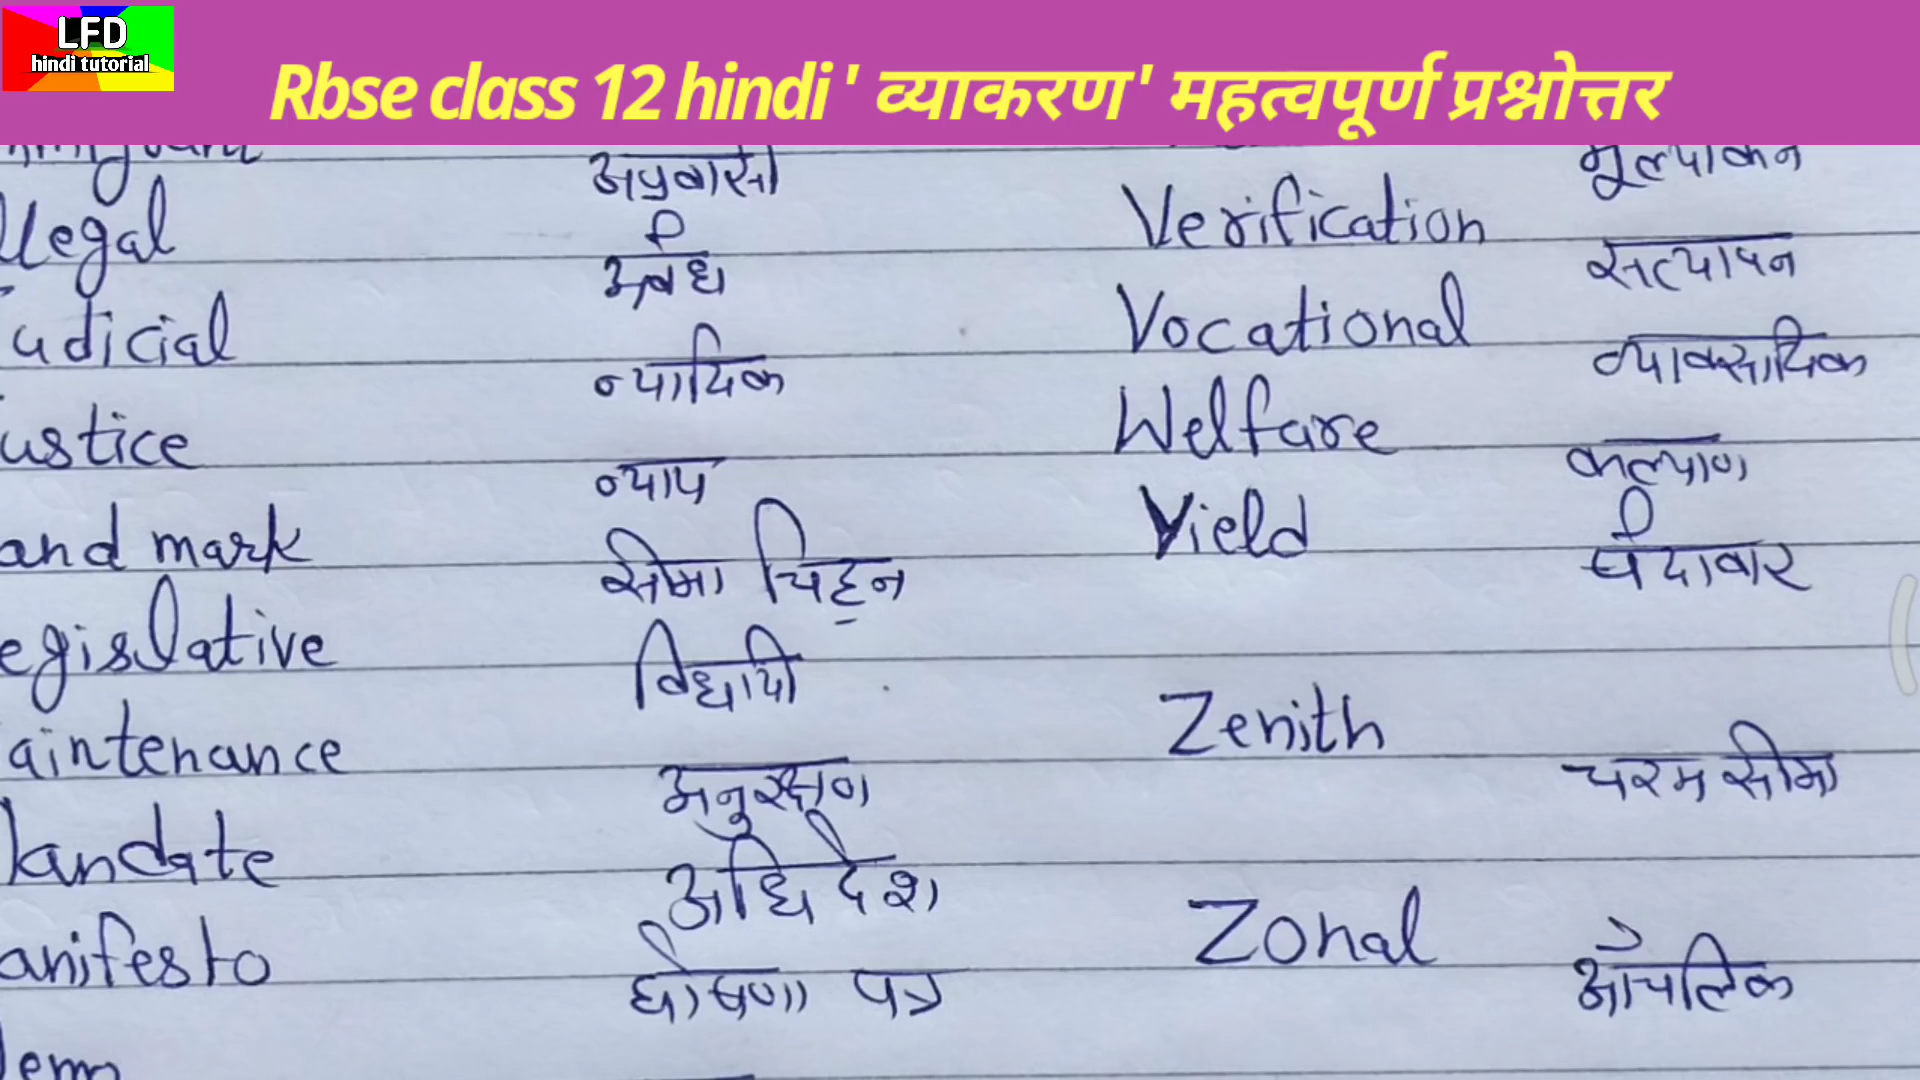 LFD
hindi tutorial
Rbse class 12 hindi ' व्याकरण' महत्वपूर्ण प्रश्नोत्तर
अप्रवासी
मूल्यांकन
llegal अवैध
Verification सत्यापन
udicial न्यायिक
Vocational व्यावसायिक
ustice न्याय
Welfare कल्याण
and mark सीमा चिह्न
Yield पैदावार
egislative विधायी
aintenance अनुरक्षण
Zenith चरम सीमा
andate अधिदेश
anifesto घोषणा पत्र
Zonal आंचलिक